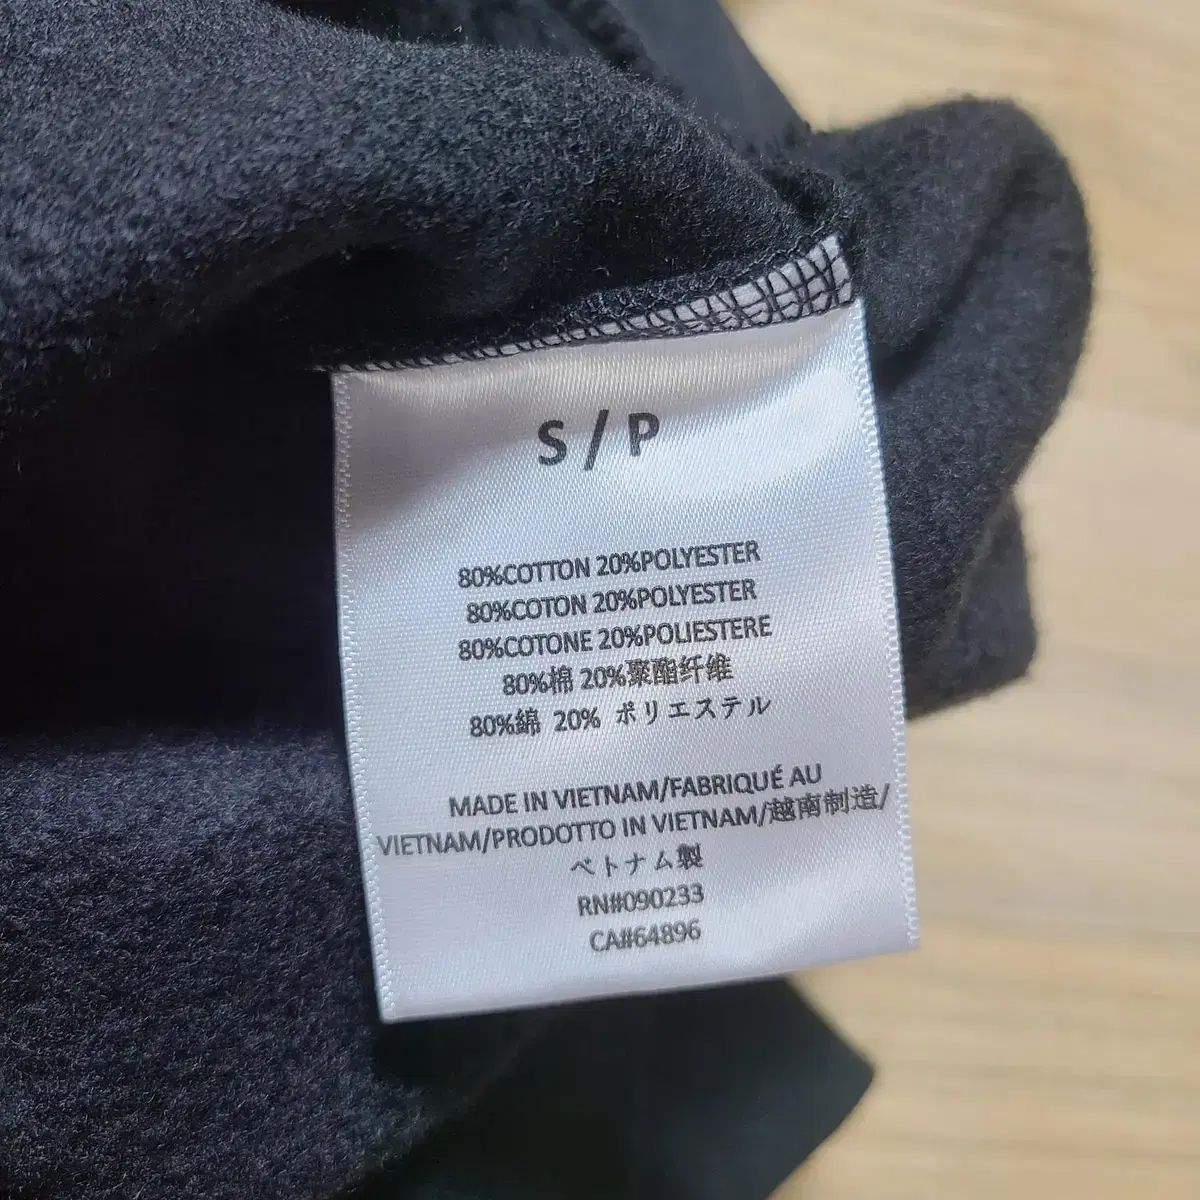 S/P
80%COTTON 20%POLYESTER
80%COTON 20%POLYESTER
80%COTONE 20%POLIESTERE
80%棉 20%聚酯纤维
80%綿 20% ポリエステル
MADE IN VIETNAM/FABRIQUÉ AU
VIETNAM/PRODOTTO IN VIETNAM/越南制造/
ベトナム製
RN#090233
CA#64896